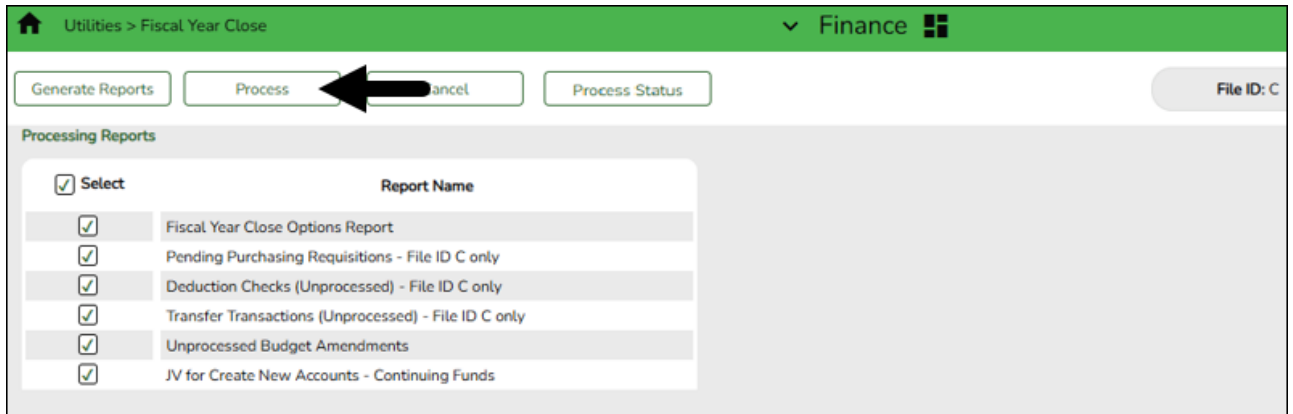 Utilities > Fiscal Year Close
Finance
Generate Reports
Process
ancel
Process Status
File ID: C
Processing Reports
Select Report Name
Fiscal Year Close Options Report
Pending Purchasing Requisitions - File ID C only
Deduction Checks (Unprocessed) - File ID C only
Transfer Transactions (Unprocessed) - File ID C only
Unprocessed Budget Amendments
JV for Create New Accounts - Continuing Funds